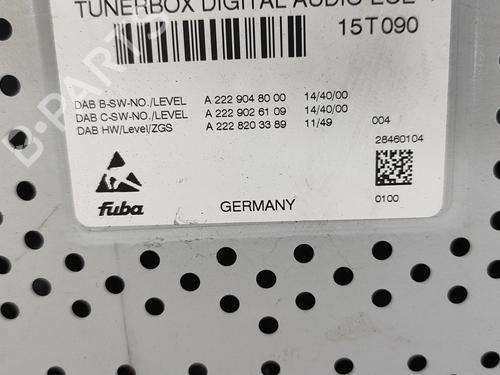 TUNERBOX DIGITAL AUDIO
15T090
DAB B-SW-NO./LEVEL A 222 904 80 00 14/40/00
DAB C-SW-NO./LEVEL A 222 902 61 09 14/40/00
DAB HW/Level/ZGS A 222 820 33 89 11/49 004
28460104
0100
fuba
GERMANY
B-PARTS